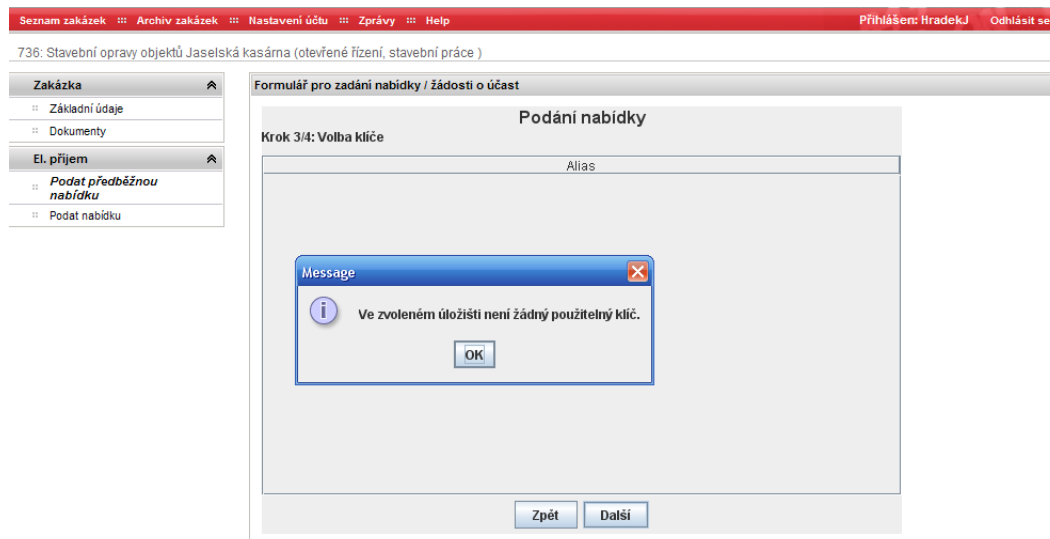 Seznam zakázek ::: Archiv zakázek ::: Nastavení účtu ::: Zprávy ::: Help Přihlášen: HradekJ Odhlásit se
736: Stavební opravy objektů Jaselská kasárna (otevřené řízení, stavební práce )
Zakázka
Základní údaje
Dokumenty
El. příjem
Podat předběžnou
nabídku
Podat nabídku
Formulář pro zadání nabídky / žádosti o účast
Podání nabídky
Krok 3/4: Volba klíče
Alias
Message
Ve zvoleném úložišti není žádný použitelný klíč.
OK
Zpět Další